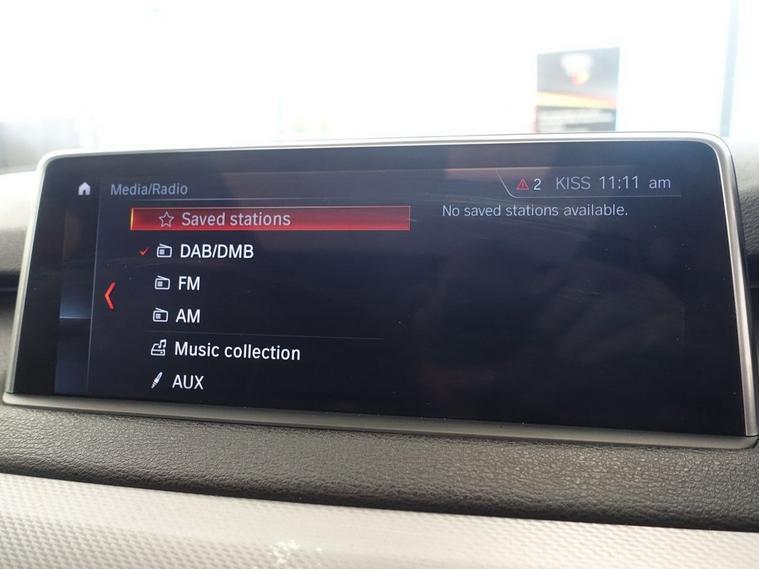 Media/Radio
2 KISS 11:11 am
Saved stations
No saved stations available.
DAB/DMB
FM
AM
Music collection
AUX